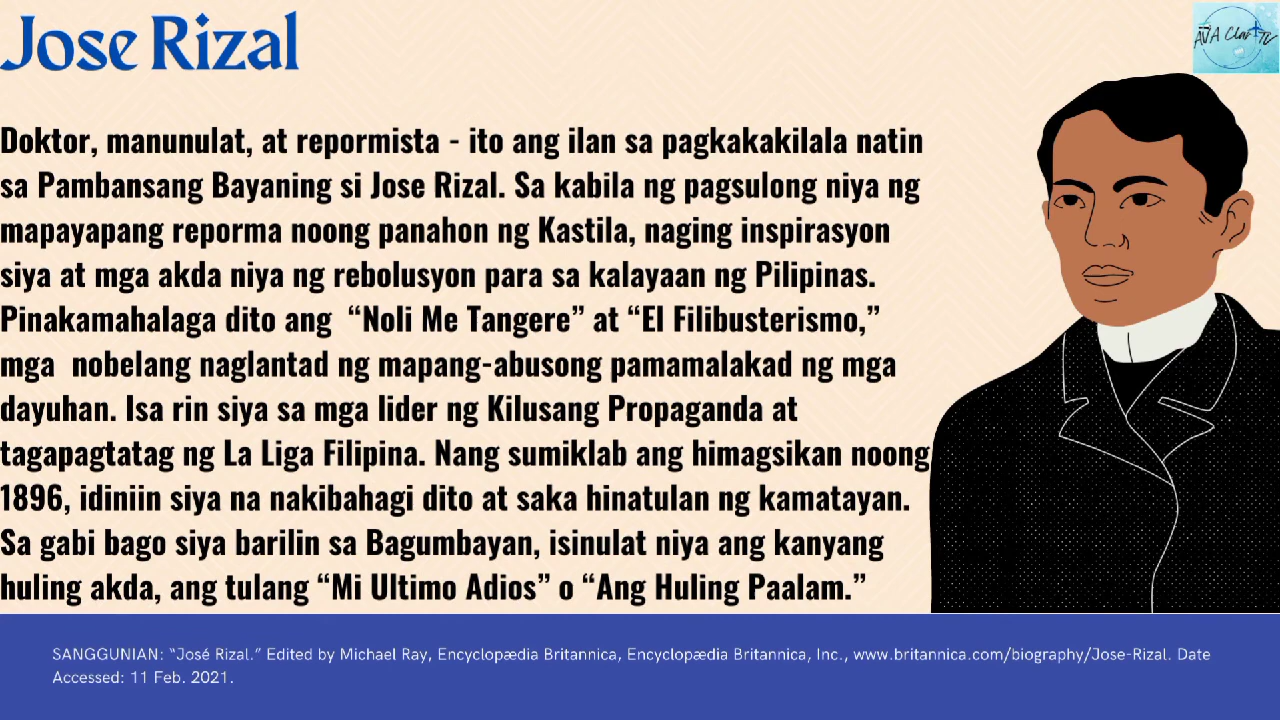 Jose Rizal
AVA Clar TV
Doktor, manunulat, at repormista - ito ang ilan sa pagkakakilala natin
sa Pambansang Bayaning si Jose Rizal. Sa kabila ng pagsulong niya ng
mapayapang reporma noong panahon ng Kastila, naging inspirasyon
siya at mga akda niya ng rebolusyon para sa kalayaan ng Pilipinas.
Pinakamahalaga dito ang “Noli Me Tangere” at “El Filibusterismo,”
mga nobelang naglantad ng mapang-abusong pamamalakad ng mga
dayuhan. Isa rin siya sa mga lider ng Kilusang Propaganda at
tagapagtatag ng La Liga Filipina. Nang sumiklab ang himagsikan noong
1896, idiniin siya na nakibahagi dito at saka hinatulan ng kamatayan.
Sa gabi bago siya barilin sa Bagumbayan, isinulat niya ang kanyang
huling akda, ang tulang “Mi Ultimo Adios” o “Ang Huling Paalam.”
SANGGUNIAN: “José Rizal.” Edited by Michael Ray, Encyclopædia Britannica, Encyclopædia Britannica, Inc., www.britannica.com/biography/Jose-Rizal. Date
Accessed: 11 Feb. 2021.